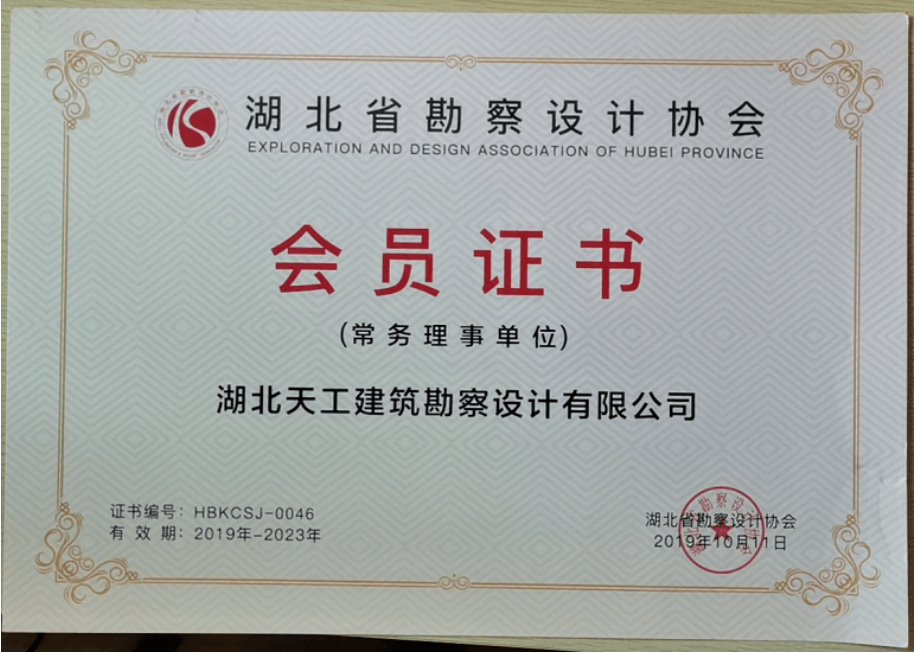 湖北省勘察设计协会
EXPLORATION AND DESIGN ASSOCIATION OF HUBEI PROVINCE
会员证书
(常务理事单位)
湖北天工建筑勘察设计有限公司
证书编号：HBKCSJ-0046
有效期：2019年-2023年
湖北省勘察设计协会
2019年10月11日